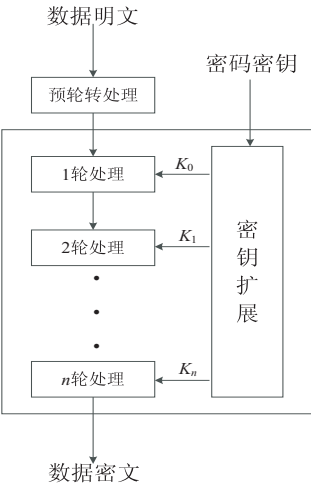 数据明文
密码密钥
预轮转处理
1轮处理
K0
2轮处理
K1
密钥扩展
n轮处理
Kn
数据密文